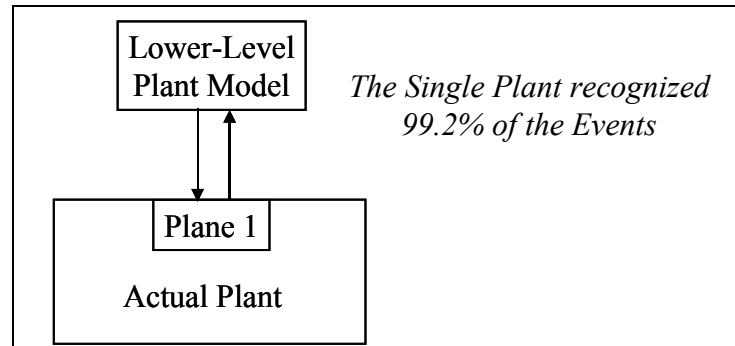 Lower-Level
Plant Model
The Single Plant recognized
99.2% of the Events
Plane 1
Actual Plant